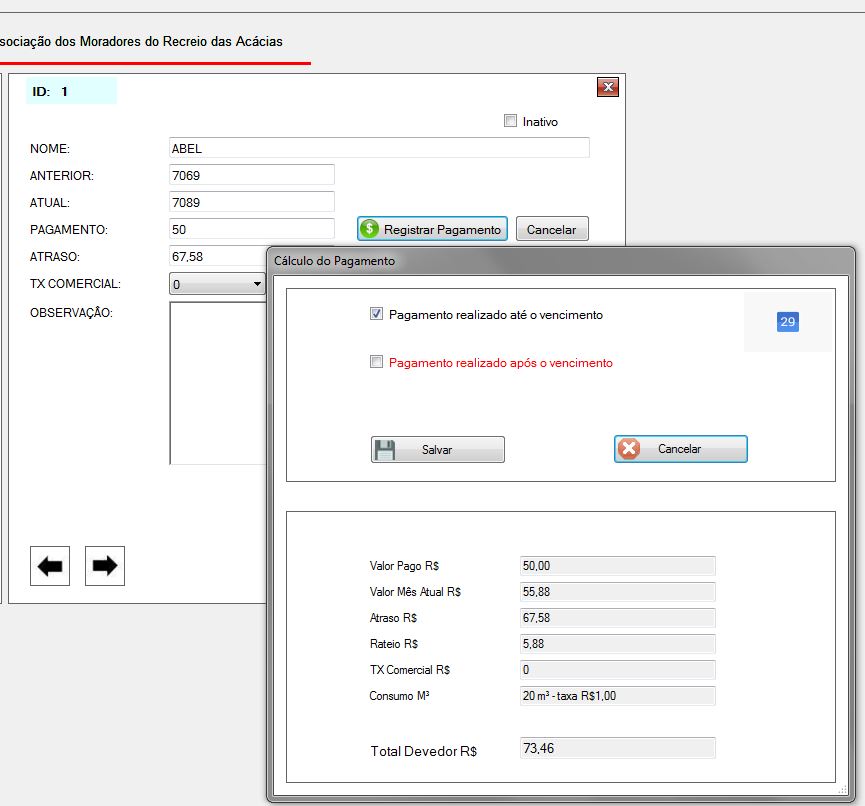 sociação dos Moradores do Recreio das Acácias
ID: 1
Inativo
NOME: ABEL
ANTERIOR: 7069
ATUAL: 7089
PAGAMENTO: 50 Registrar Pagamento Cancelar
ATRASO: 67,58
TX COMERCIAL: 0
OBSERVAÇÂO:
Cálculo do Pagamento
Pagamento realizado até o vencimento 29
Pagamento realizado após o vencimento
Salvar Cancelar
Valor Pago R$ 50,00
Valor Mês Atual R$ 55,88
Atraso R$ 67,58
Rateio R$ 5,88
TX Comercial R$ 0
Consumo M³ 20 m³ - taxa R$1,00
Total Devedor R$ 73,46